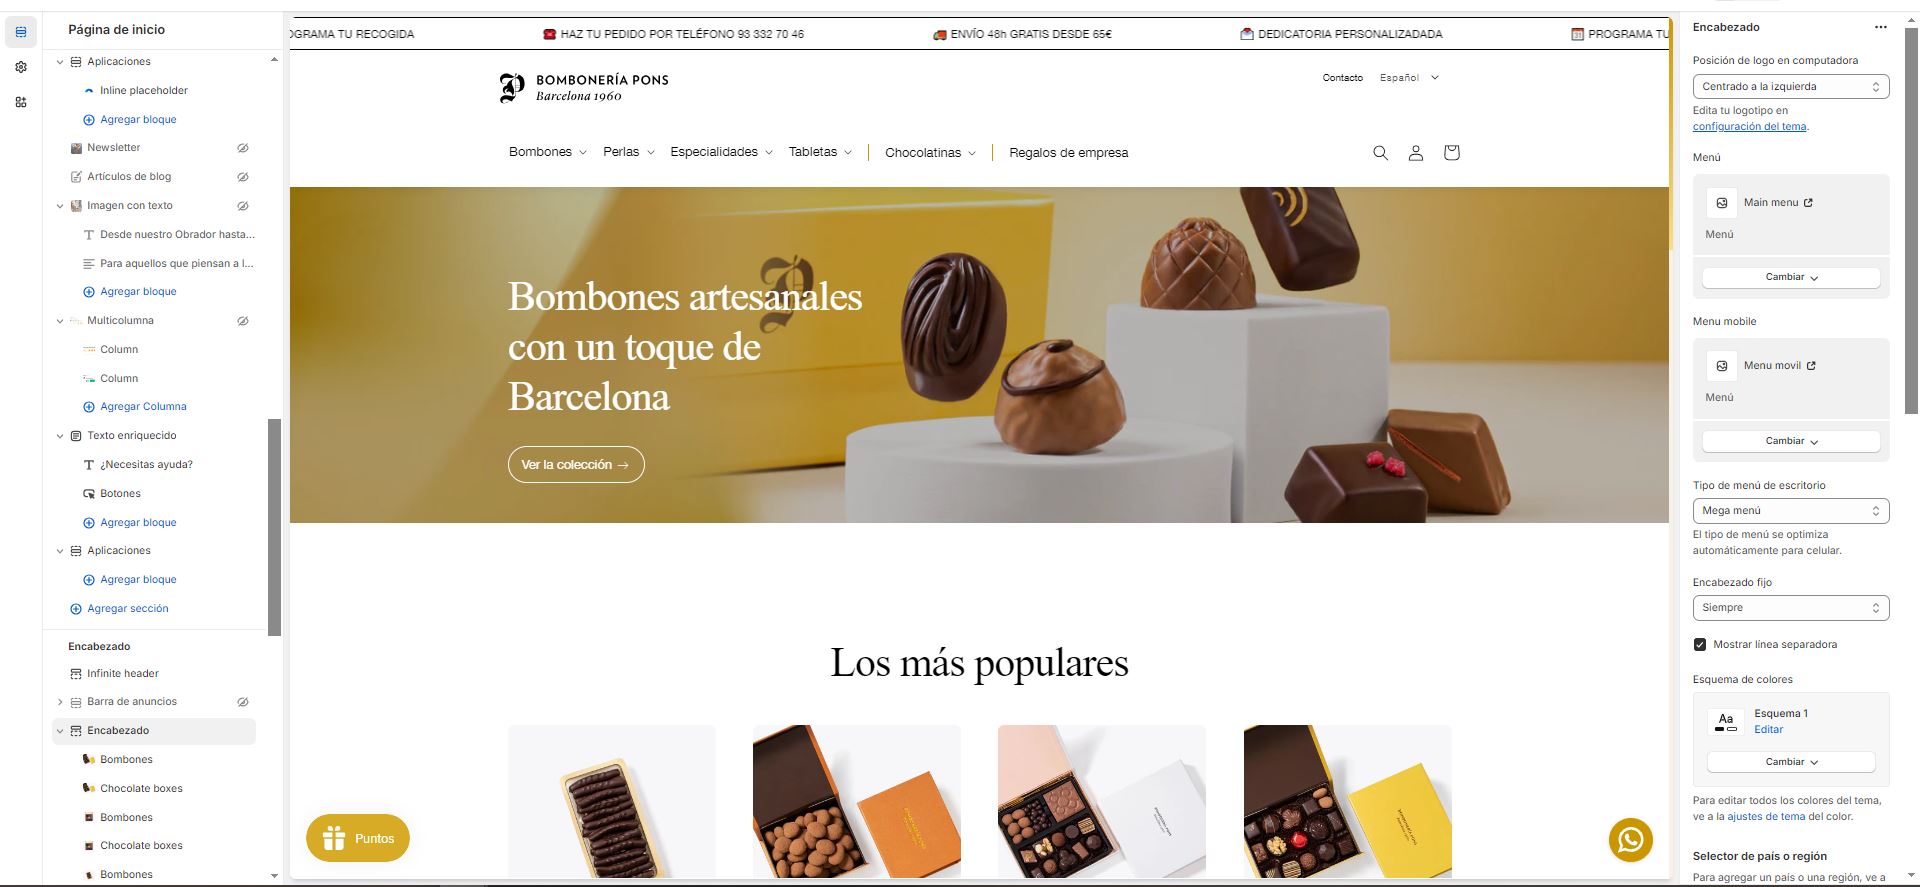 Página de inicio
Aplicaciones
Inline placeholder
Agregar bloque
Newsletter
Artículos de blog
Imagen con texto
Desde nuestro Obrador hasta...
Para aquellos que piensan a l...
Agregar bloque
Multicolumna
Column
Column
Agregar Columna
Texto enriquecido
¿Necesitas ayuda?
Botones
Agregar bloque
Aplicaciones
Agregar bloque
Agregar sección
Encabezado
Infinite header
Barra de anuncios
Encabezado
Bombones
Chocolate boxes
Bombones
Chocolate boxes
Bombones
OGRAMA TU RECOGIDA
HAZ TU PEDIDO POR TELÉFONO 93 332 70 46
ENVÍO 48h GRATIS DESDE 65€
DEDICATORIA PERSONALIZADADA
PROGRAMA TU
BOMBONERÍA PONS
Barcelona 1960
Contacto Español
Bombones Perlas Especialidades Tabletas Chocolatinas Regalos de empresa
Bombones artesanales
con un toque de
Barcelona
Ver la colección →
Los más populares
Puntos
Encabezado
Posición de logo en computadora
Centrado a la izquierda
Edita tu logotipo en
configuración del tema.
Menú
Main menu
Menú
Cambiar
Menu mobile
Menu movil
Menú
Cambiar
Tipo de menú de escritorio
Mega menú
El tipo de menú se optimiza
automáticamente para celular.
Encabezado fijo
Siempre
Mostrar línea separadora
Esquema de colores
Aa
Esquema 1
Editar
Cambiar
Para editar todos los colores del tema,
ve a la ajustes de tema del color.
Selector de país o región
Para agregar un país o una región, ve a